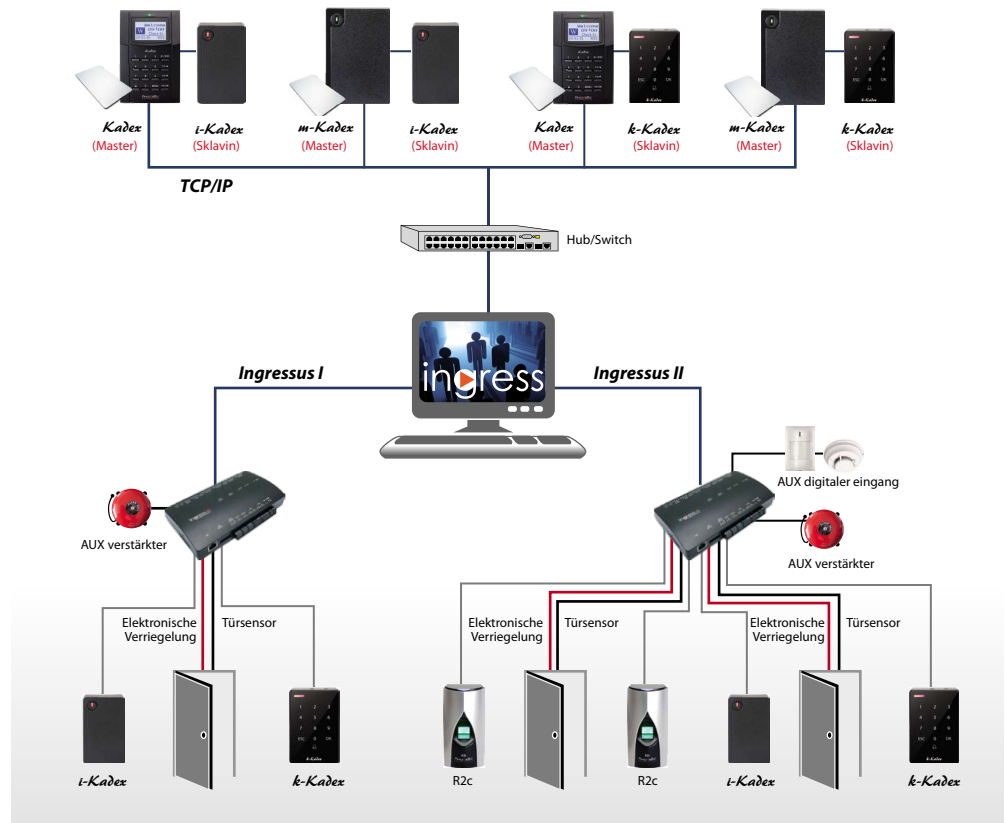 Kadex
(Master)
i-Kadex
(Sklavin)
m-Kadex
(Master)
i-Kadex
(Sklavin)
Kadex
(Master)
k-Kadex
(Sklavin)
m-Kadex
(Master)
k-Kadex
(Sklavin)
TCP/IP
Hub/Switch
ingress
Ingressus I
Ingressus II
AUX digitaler eingang
AUX verstärkter
AUX verstärkter
Elektronische
Verriegelung
Türsensor
Elektronische
Verriegelung
Türsensor
Elektronische
Verriegelung
Türsensor
i-Kadex
k-Kadex
R2c
R2c
i-Kadex
k-Kadex